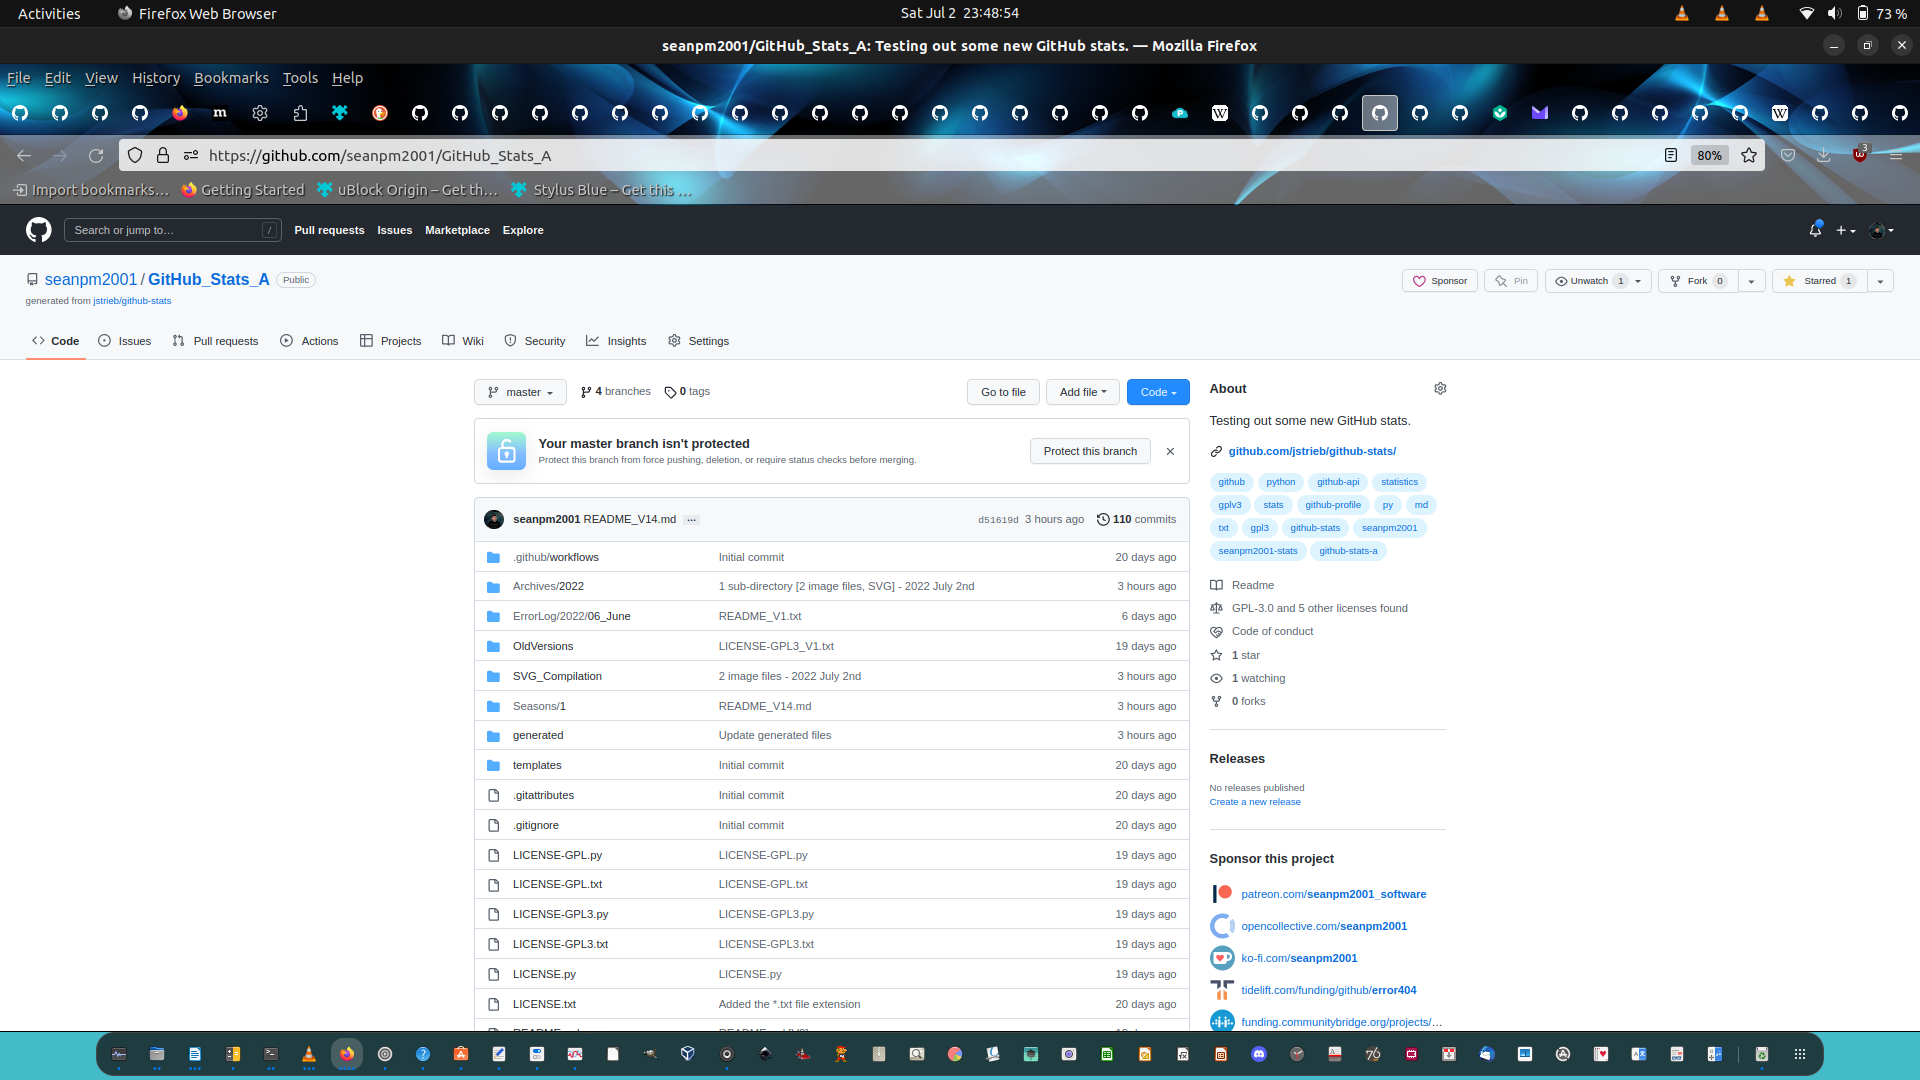 Activities
Firefox Web Browser
Sat Jul 2 23:48:54
73 %
seanpm2001/GitHub_Stats_A: Testing out some new GitHub stats. — Mozilla Firefox
File Edit View History Bookmarks Tools Help
https://github.com/seanpm2001/GitHub_Stats_A
80%
3
Import bookmarks…
Getting Started
uBlock Origin – Get th…
Stylus Blue – Get this …
Search or jump to…
/
Pull requests
Issues
Marketplace
Explore
seanpm2001 / GitHub_Stats_A
Public
generated from jstrieb/github-stats
Sponsor
Pin
Unwatch 1
Fork 0
Starred 1
Code
Issues
Pull requests
Actions
Projects
Wiki
Security
Insights
Settings
master
4 branches
0 tags
Go to file
Add file
Code
Your master branch isn't protected
Protect this branch from force pushing, deletion, or require status checks before merging.
Protect this branch
seanpm2001 README_V14.md ...
d51619d 3 hours ago
110 commits
.github/workflows Initial commit 20 days ago
Archives/2022 1 sub-directory [2 image files, SVG] - 2022 July 2nd 3 hours ago
ErrorLog/2022/06_June README_V1.txt 6 days ago
OldVersions LICENSE-GPL3_V1.txt 19 days ago
SVG_Compilation 2 image files - 2022 July 2nd 3 hours ago
Seasons/1 README_V14.md 3 hours ago
generated Update generated files 3 hours ago
templates Initial commit 20 days ago
.gitattributes Initial commit 20 days ago
.gitignore Initial commit 20 days ago
LICENSE-GPL.py LICENSE-GPL.py 19 days ago
LICENSE-GPL.txt LICENSE-GPL.txt 19 days ago
LICENSE-GPL3.py LICENSE-GPL3.py 19 days ago
LICENSE-GPL3.txt LICENSE-GPL3.txt 19 days ago
LICENSE.py LICENSE.py 19 days ago
LICENSE.txt Added the *.txt file extension 20 days ago
About
Testing out some new GitHub stats.
github.com/jstrieb/github-stats/
github python github-api statistics
gplv3 stats github-profile py md
txt gpl3 github-stats seanpm2001
seanpm2001-stats github-stats-a
Readme
GPL-3.0 and 5 other licenses found
Code of conduct
1 star
1 watching
0 forks
Releases
No releases published
Create a new release
Sponsor this project
patreon.com/seanpm2001_software
opencollective.com/seanpm2001
ko-fi.com/seanpm2001
tidelift.com/funding/github/error404
funding.communitybridge.org/projects/…